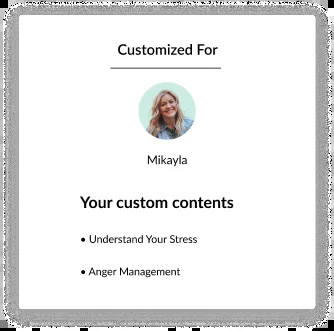 Customized For
Mikayla
Your custom contents
• Understand Your Stress
• Anger Management